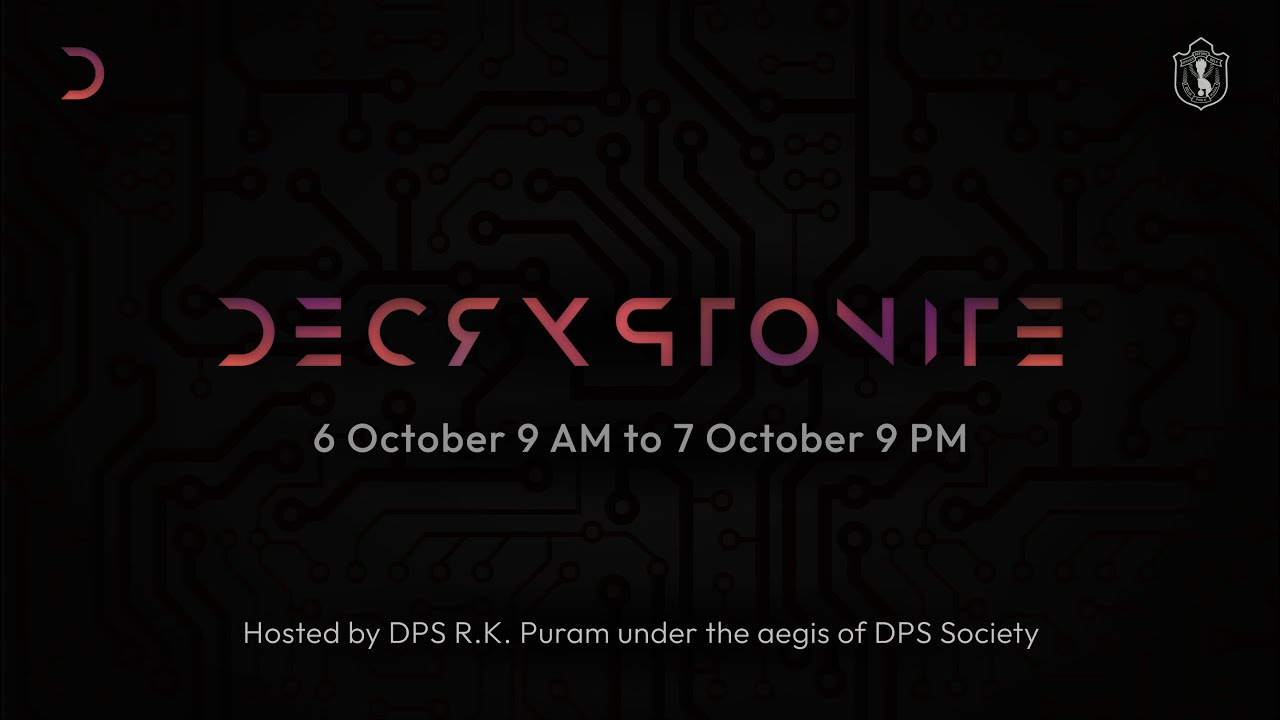 DECRYPTONITE
6 October 9 AM to 7 October 9 PM
Hosted by DPS R.K. Puram under the aegis of DPS Society